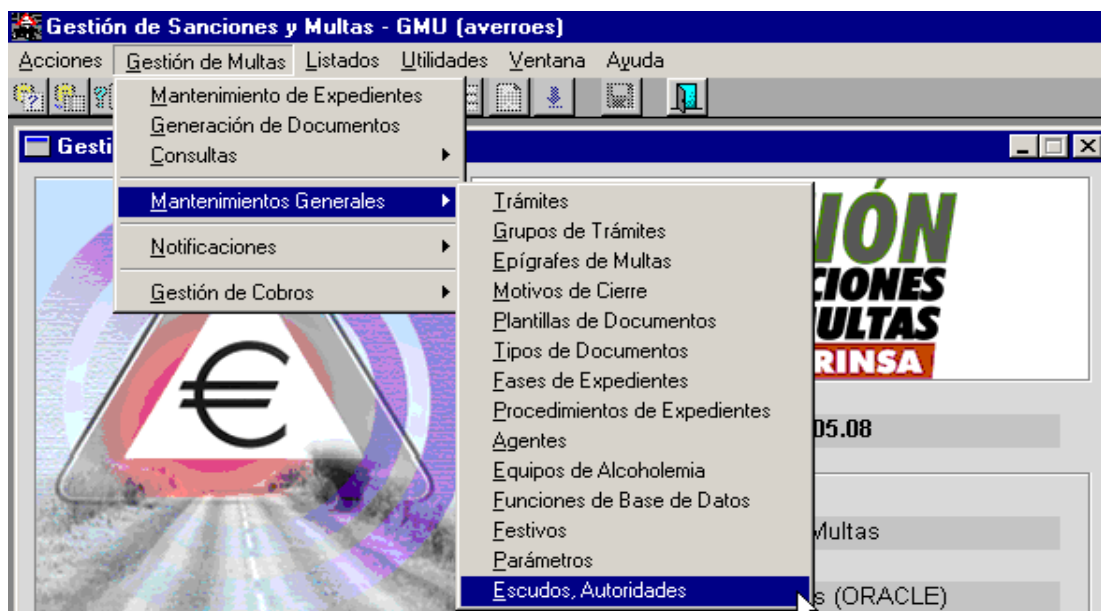 Gestión de Sanciones y Multas - GMU (averroes)
Acciones Gestión de Multas Listados Utilidades Ventana Ayuda
Mantenimiento de Expedientes
Generación de Documentos
Gesti
Consultas
Mantenimientos Generales
Notificaciones
Gestión de Cobros
Trámites
Grupos de Trámites
Epígrafes de Multas
Motivos de Cierre
Plantillas de Documentos
Tipos de Documentos
Fases de Expedientes
Procedimientos de Expedientes
Agentes
Equipos de Alcoholemia
Funciones de Base de Datos
Festivos
Parámetros
Escudos, Autoridades
IÓN
CIONES
ULTAS
RINSA
€
05.08
Multas
s (ORACLE)